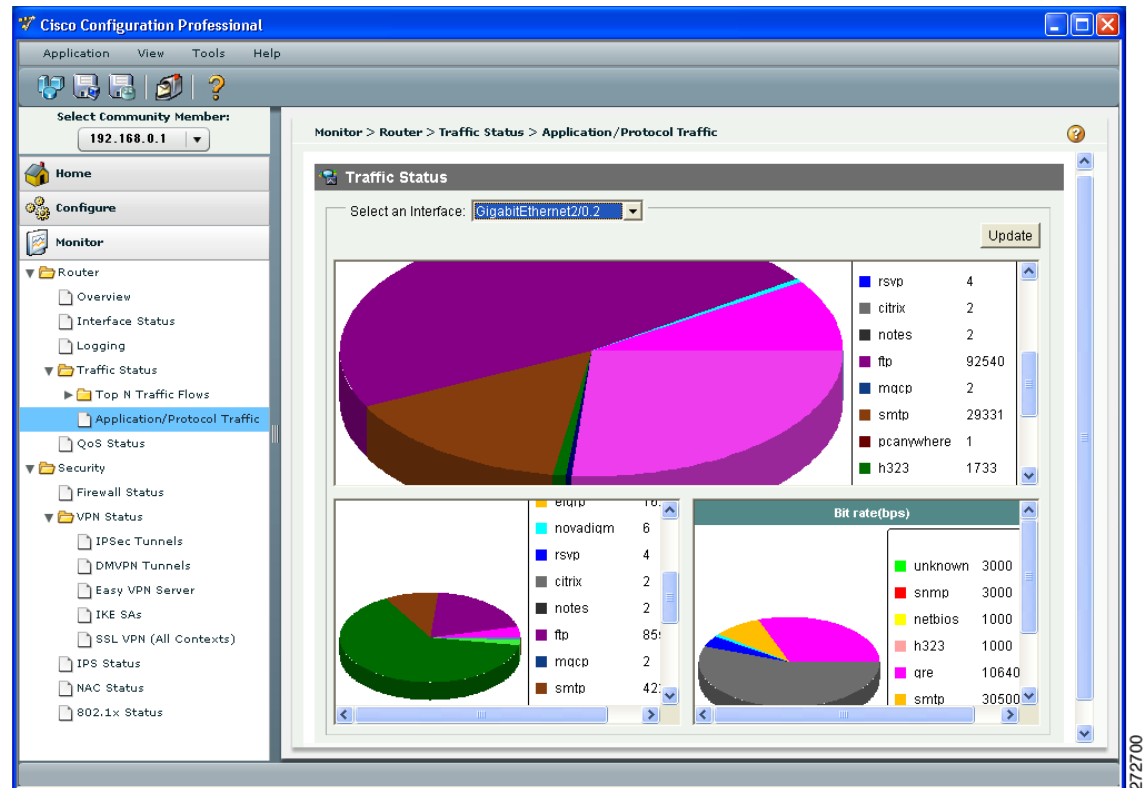 Cisco Configuration Professional
Application View Tools Help
Select Community Member:
192.168.0.1
Home
Configure
Monitor
Router
Overview
Interface Status
Logging
Traffic Status
Top N Traffic Flows
Application/Protocol Traffic
QoS Status
Security
Firewall Status
VPN Status
IPSec Tunnels
DMVPN Tunnels
Easy VPN Server
IKE SAs
SSL VPN (All Contexts)
IPS Status
NAC Status
802.1x Status
Monitor > Router > Traffic Status > Application/Protocol Traffic
Traffic Status
Select an Interface: GigabitEthernet2/0.2
Update
rsvp 4
citrix 2
notes 2
ftp 92540
mgcp 2
smtp 29331
pcanywhere 1
h323 1733
eigrp
novadigm 6
rsvp 4
citrix 2
notes 2
ftp
mgcp 2
smtp
Bit rate(bps)
unknown 3000
snmp 3000
netbios 1000
h323 1000
gre 10640
smtp 30500
272700